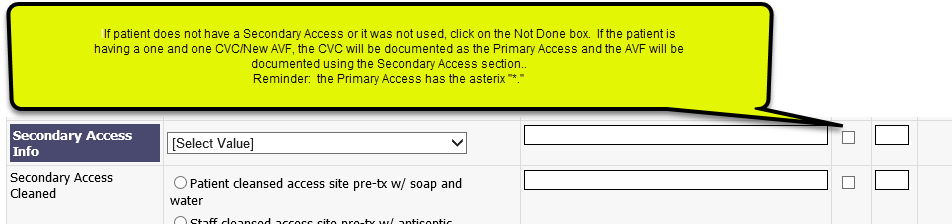 If patient does not have a Secondary Access or it was not used, click on the Not Done box.  If the patient is
having a one and one CVC/New AVF, the CVC will be documented as the Primary Access and the AVF will be
documented using the Secondary Access section..
Reminder:  the Primary Access has the asterix "*."
Secondary Access
Info
[Select Value]
Secondary Access
Cleaned
Patient cleansed access site pre-tx w/ soap and
water
Staff cleansed access site pre-tx w/ antiseptic